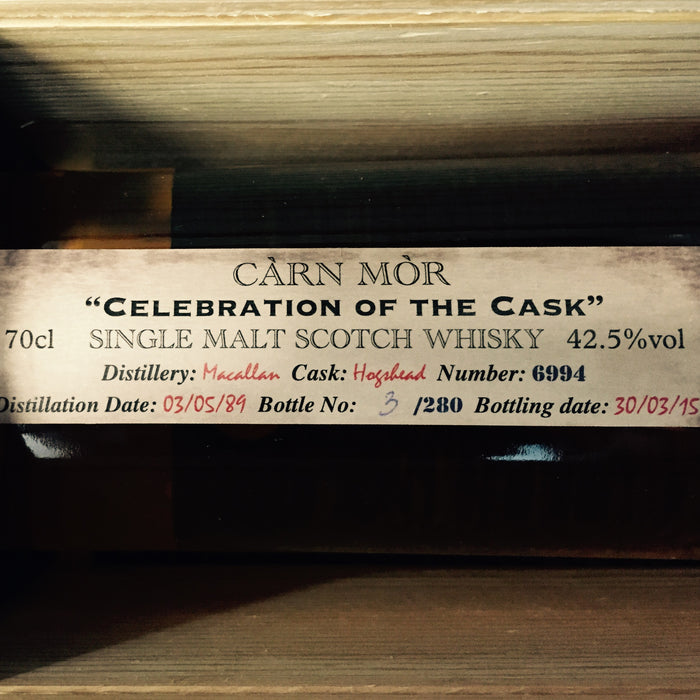 CÀRN MÒR
“CELEBRATION OF THE CASK”
70cl SINGLE MALT SCOTCH WHISKY 42.5%vol
Distillery: Macallan Cask: Hogshead Number: 6994
Distillation Date: 03/05/89 Bottle No: 3 /280 Bottling date: 30/03/15